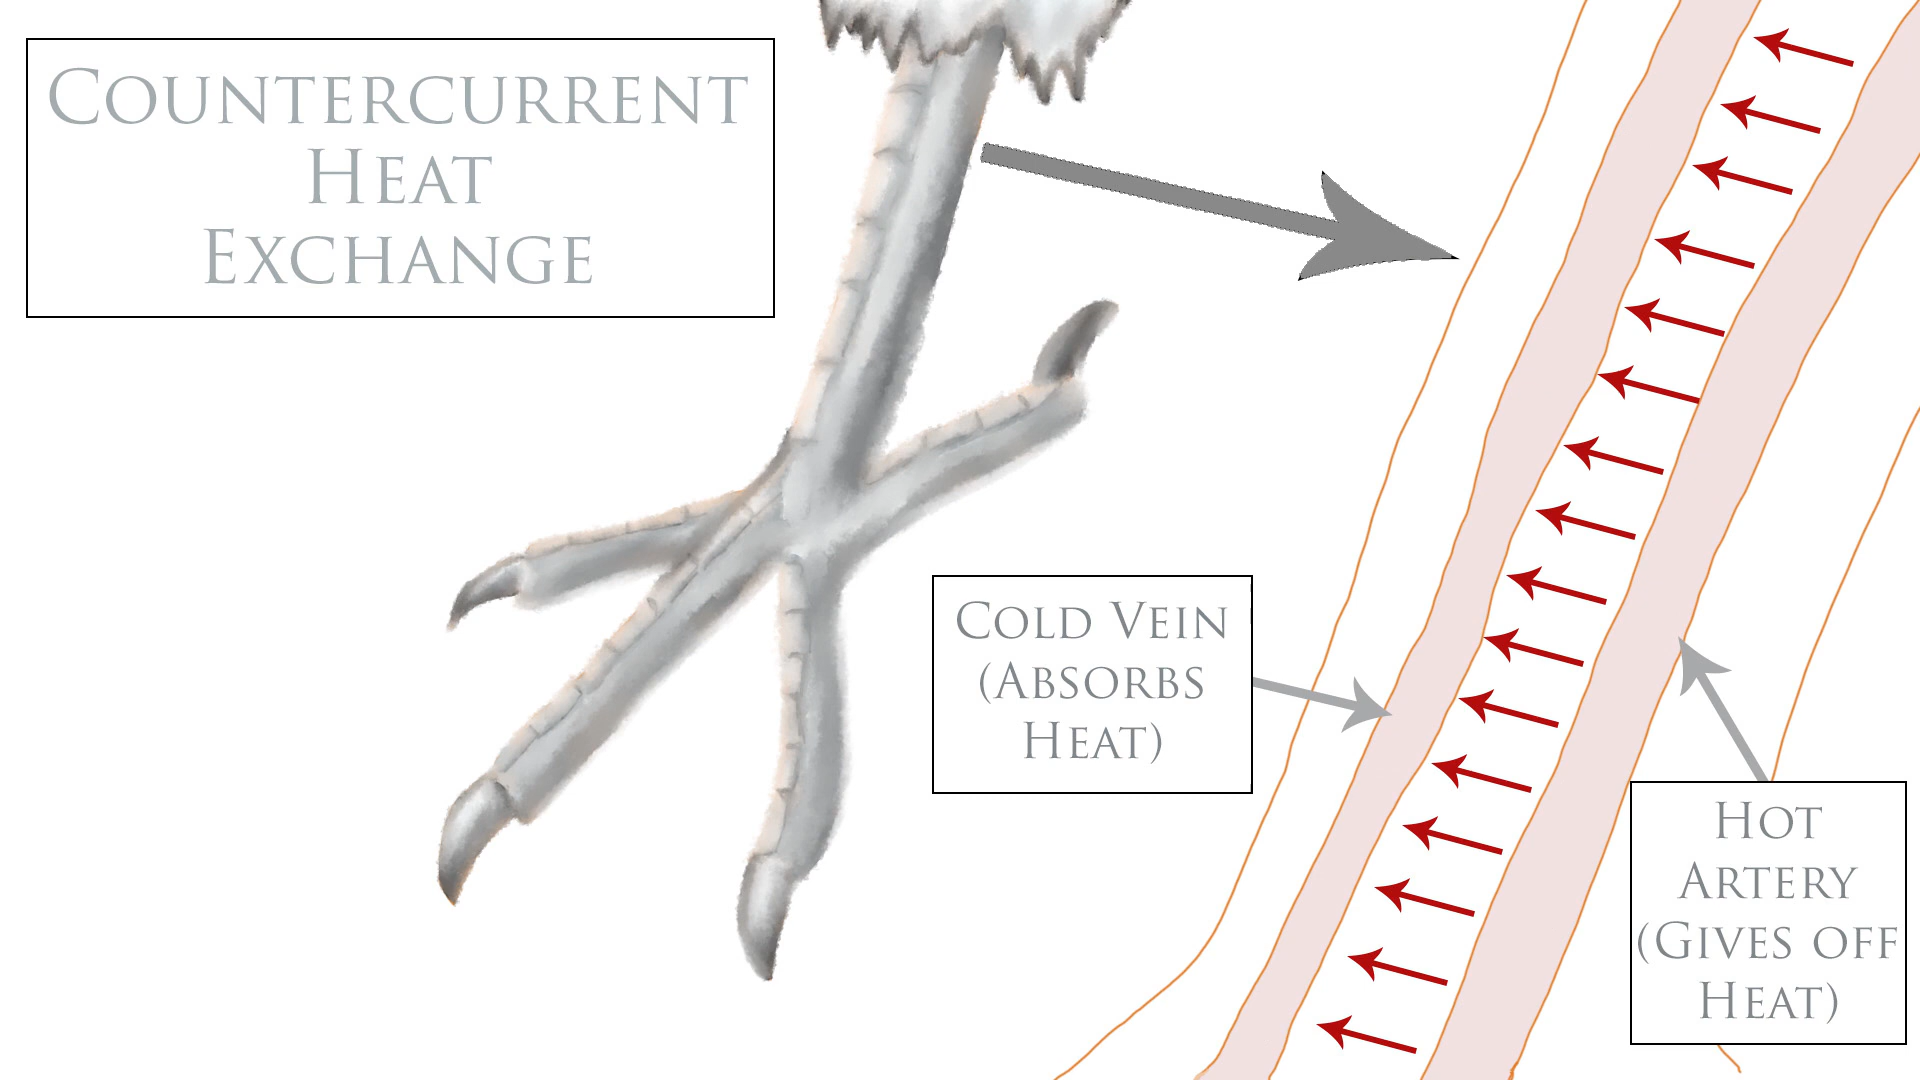 Countercurrent
Heat
Exchange
Cold Vein
(Absorbs
Heat)
Hot
Artery
(Gives off
Heat)